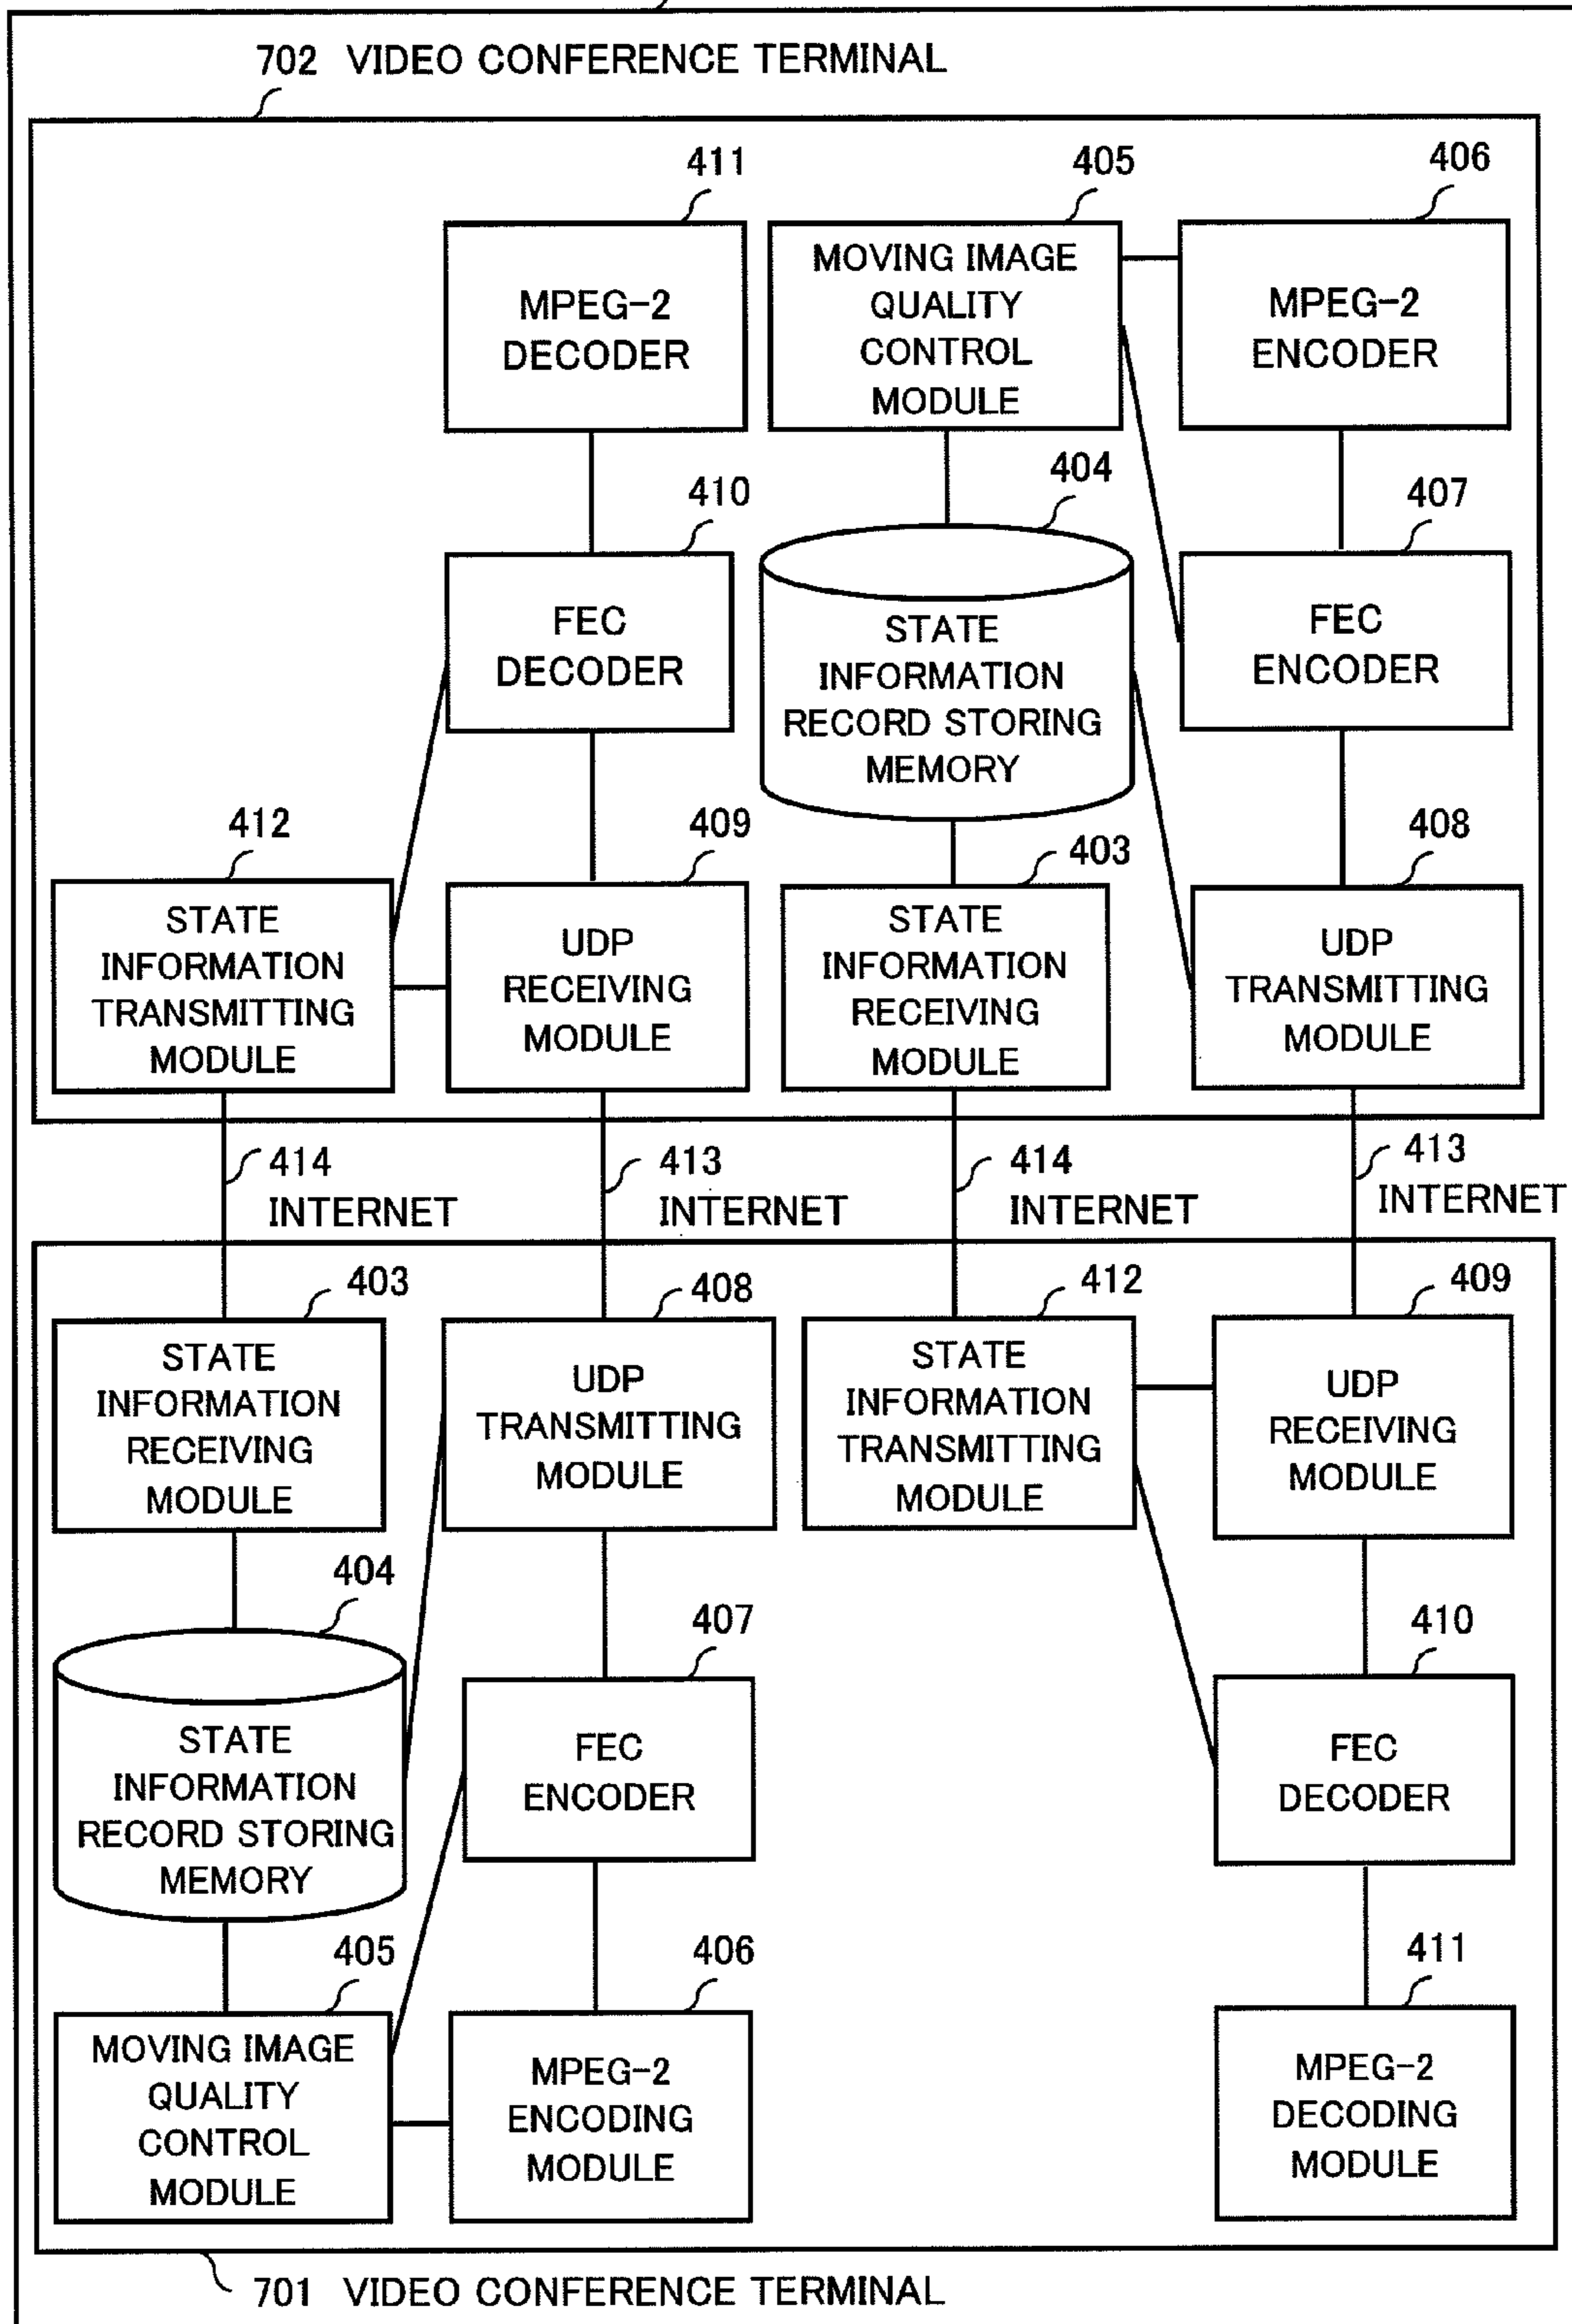 702 VIDEO CONFERENCE TERMINAL
411
405
406
MPEG-2
DECODER
MOVING IMAGE
QUALITY
CONTROL
MODULE
MPEG-2
ENCODER
410
404
407
FEC
DECODER
STATE
INFORMATION
RECORD STORING
MEMORY
FEC
ENCODER
412
409
403
408
STATE
INFORMATION
TRANSMITTING
MODULE
UDP
RECEIVING
MODULE
STATE
INFORMATION
RECEIVING
MODULE
UDP
TRANSMITTING
MODULE
414
INTERNET
413
INTERNET
414
INTERNET
413
INTERNET
403
408
412
409
STATE
INFORMATION
RECEIVING
MODULE
UDP
TRANSMITTING
MODULE
STATE
INFORMATION
TRANSMITTING
MODULE
UDP
RECEIVING
MODULE
404
407
410
STATE
INFORMATION
RECORD STORING
MEMORY
FEC
ENCODER
FEC
DECODER
405
406
411
MOVING IMAGE
QUALITY
CONTROL
MODULE
MPEG-2
ENCODING
MODULE
MPEG-2
DECODING
MODULE
701 VIDEO CONFERENCE TERMINAL